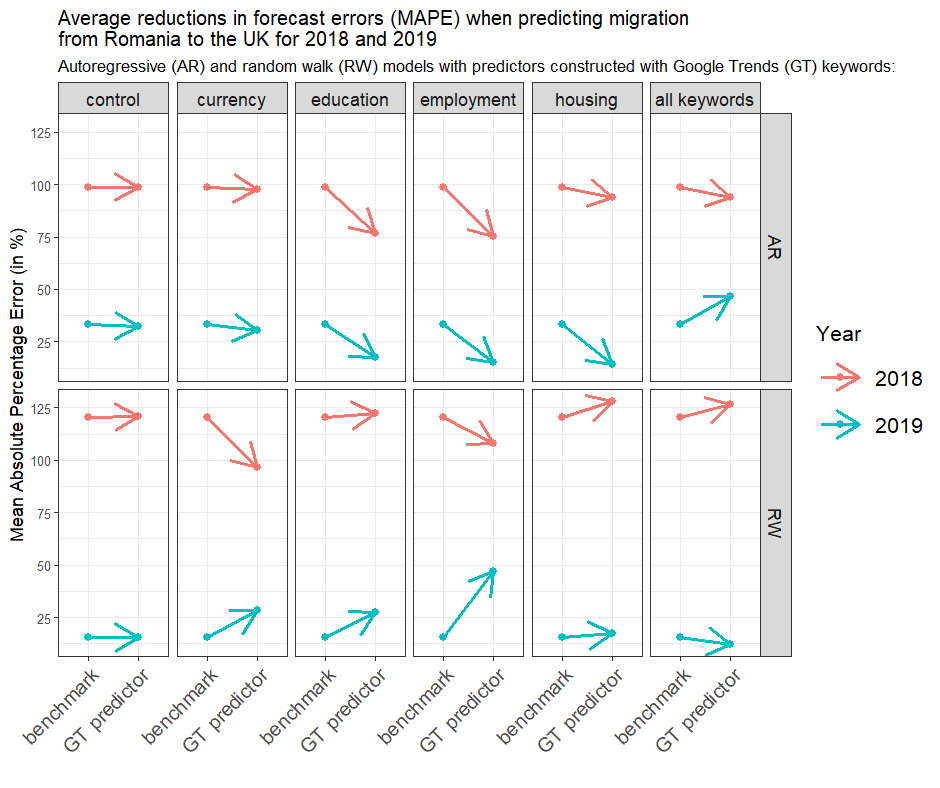 Average reductions in forecast errors (MAPE) when predicting migration
from Romania to the UK for 2018 and 2019
Autoregressive (AR) and random walk (RW) models with predictors constructed with Google Trends (GT) keywords:
control currency education employment housing all keywords
Mean Absolute Percentage Error (in %)
125
100
75
50
25
AR
125
100
75
50
25
RW
benchmark GT predictor benchmark GT predictor benchmark GT predictor benchmark GT predictor benchmark GT predictor benchmark GT predictor
Year
2018
2019